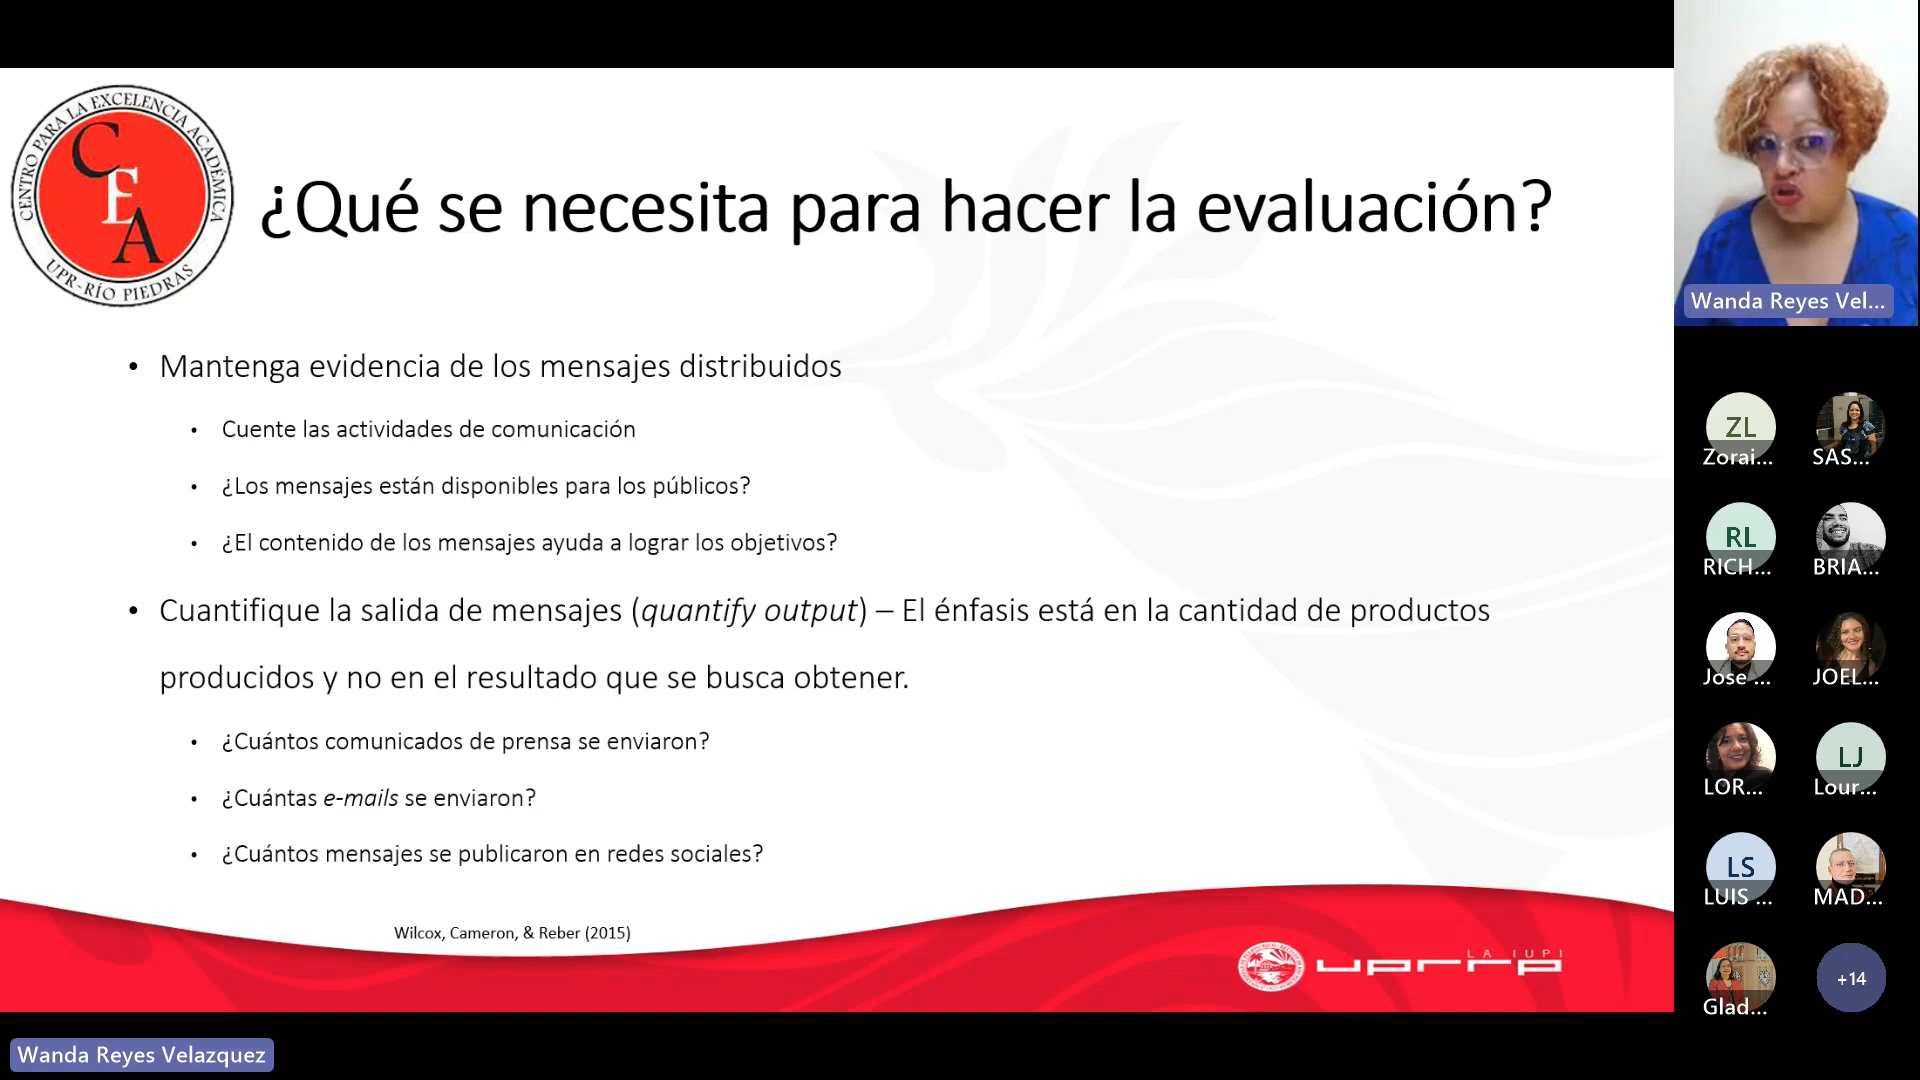 CENTRO PARA LA EXCELENCIA ACADÉMICA
CEA
UPR-RÍO PIEDRAS
¿Qué se necesita para hacer la evaluación?
• Mantenga evidencia de los mensajes distribuidos
• Cuente las actividades de comunicación
• ¿Los mensajes están disponibles para los públicos?
• ¿El contenido de los mensajes ayuda a lograr los objetivos?
• Cuantifique la salida de mensajes (quantify output) – El énfasis está en la cantidad de productos
producidos y no en el resultado que se busca obtener.
• ¿Cuántos comunicados de prensa se enviaron?
• ¿Cuántas e-mails se enviaron?
• ¿Cuántos mensajes se publicaron en redes sociales?
Wilcox, Cameron, & Reber (2015)
LA IUPI
uprrp
Wanda Reyes Vel...
ZL
Zorai...
SAS...
RL
RICH...
BRIA...
Jose ...
JOEL...
LOR...
LJ
Lour...
LS
LUIS ...
MAD...
Glad...
+14
Wanda Reyes Velazquez